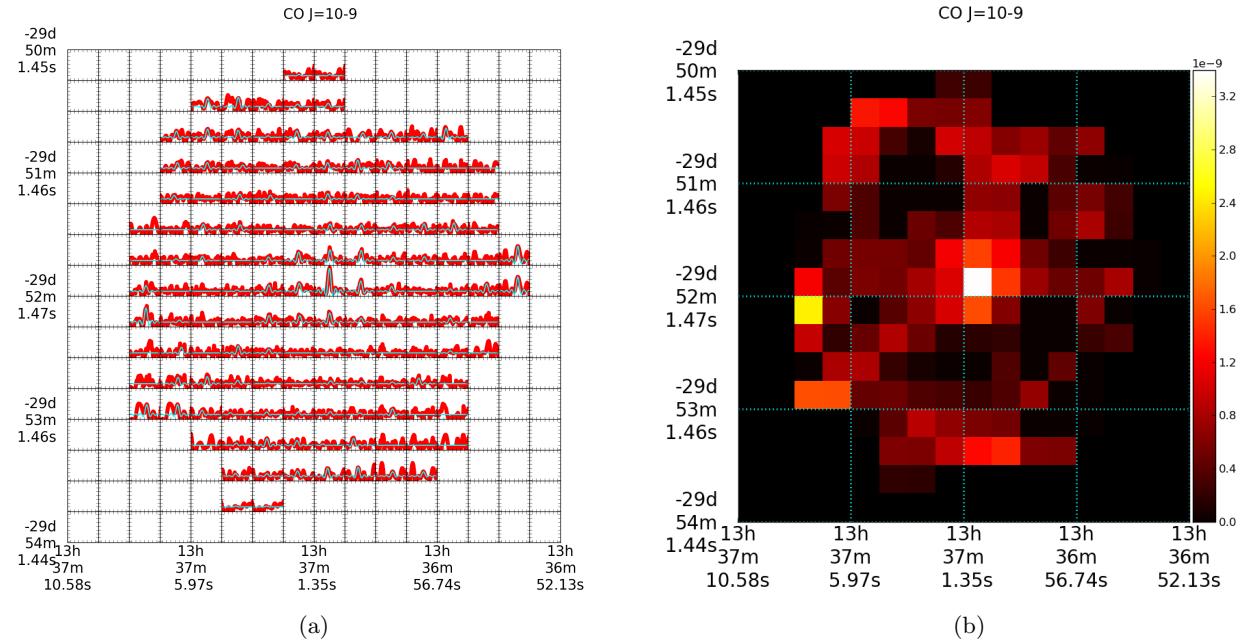 CO J=10-9
-29d
50m
1.45s
-29d
51m
1.46s
-29d
52m
1.47s
-29d
53m
1.46s
-29d
54m
1.44s
13h
37m
10.58s
13h
37m
5.97s
13h
37m
1.35s
13h
36m
56.74s
13h
36m
52.13s
(a)
CO J=10-9
-29d
50m
1.45s
-29d
51m
1.46s
-29d
52m
1.47s
-29d
53m
1.46s
-29d
54m
1.44s
13h
37m
10.58s
13h
37m
5.97s
13h
37m
1.35s
13h
36m
56.74s
13h
36m
52.13s
1e-9
3.2
2.8
2.4
2.0
1.6
1.2
0.8
0.4
0.0
(b)